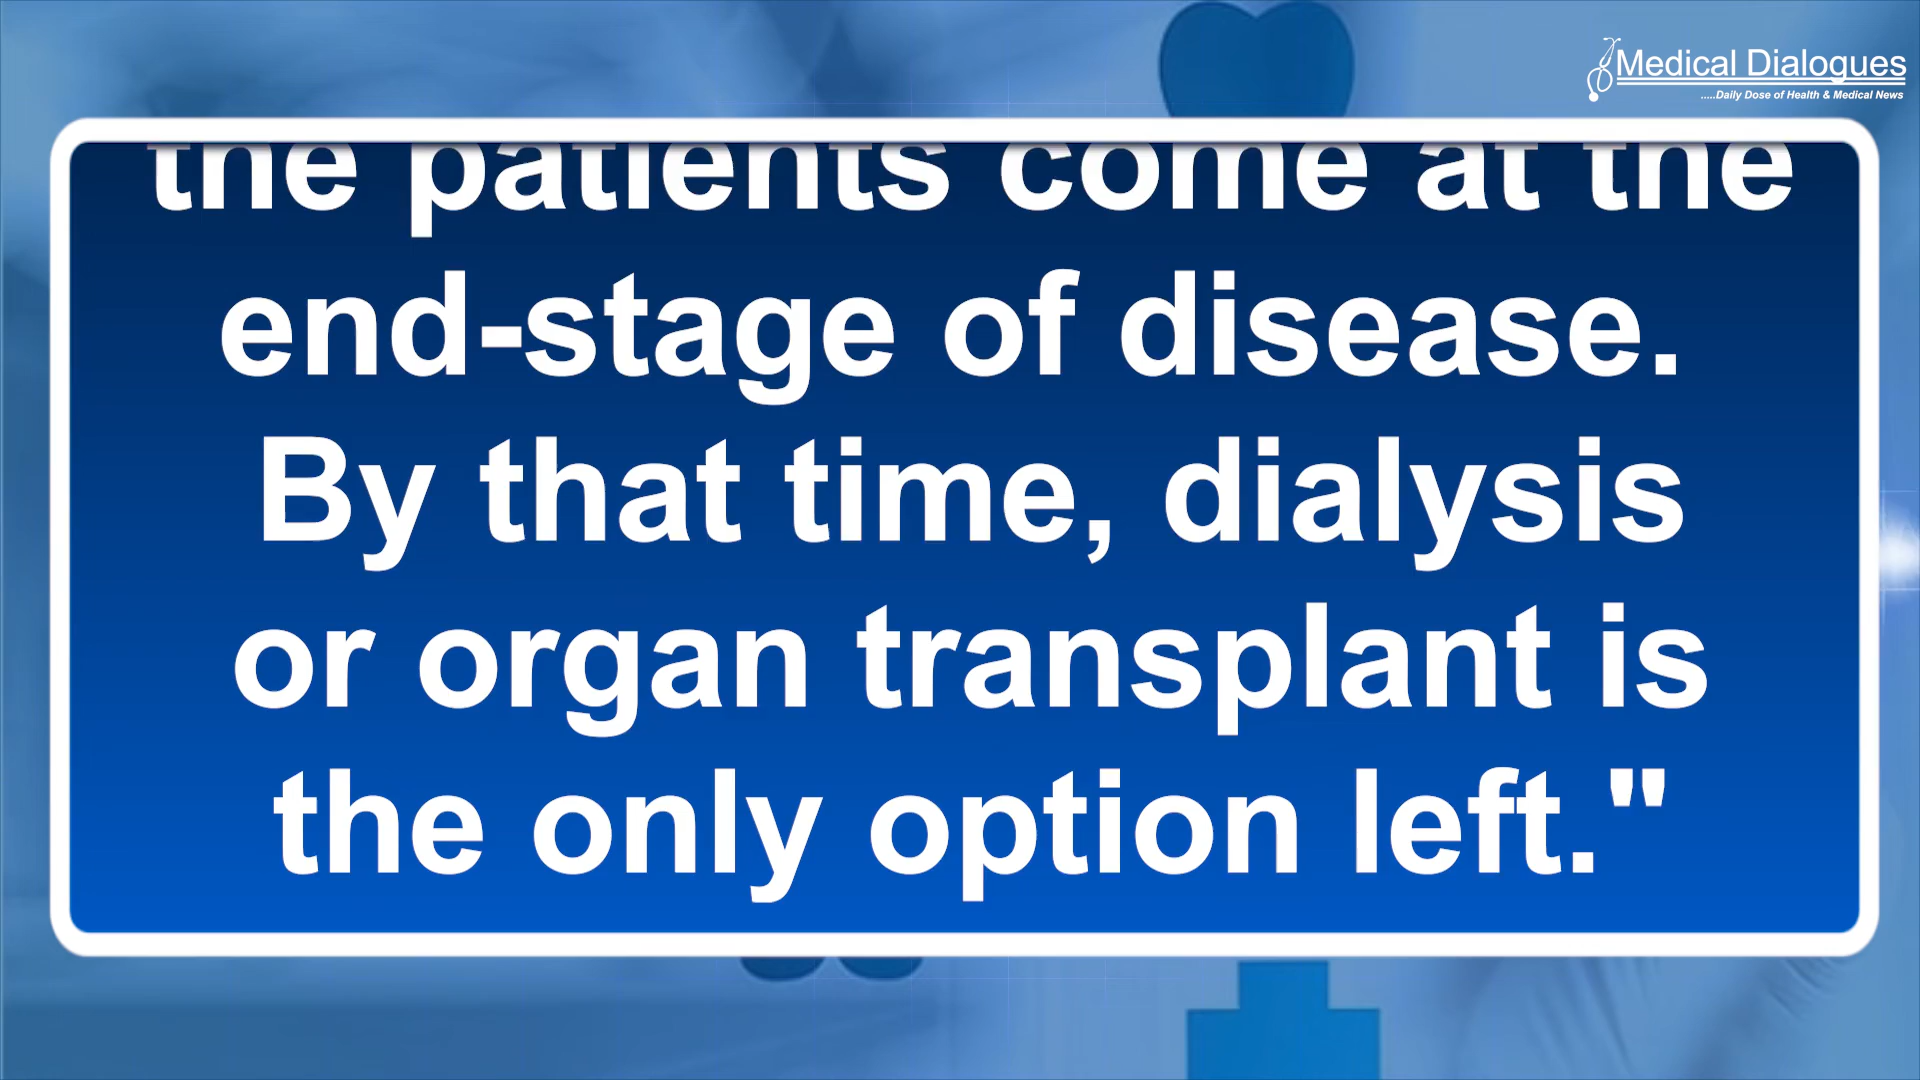 Medical Dialogues
.....Daily Dose of Health & Medical News
the patients come at the
end-stage of disease.
By that time, dialysis
or organ transplant is
the only option left."